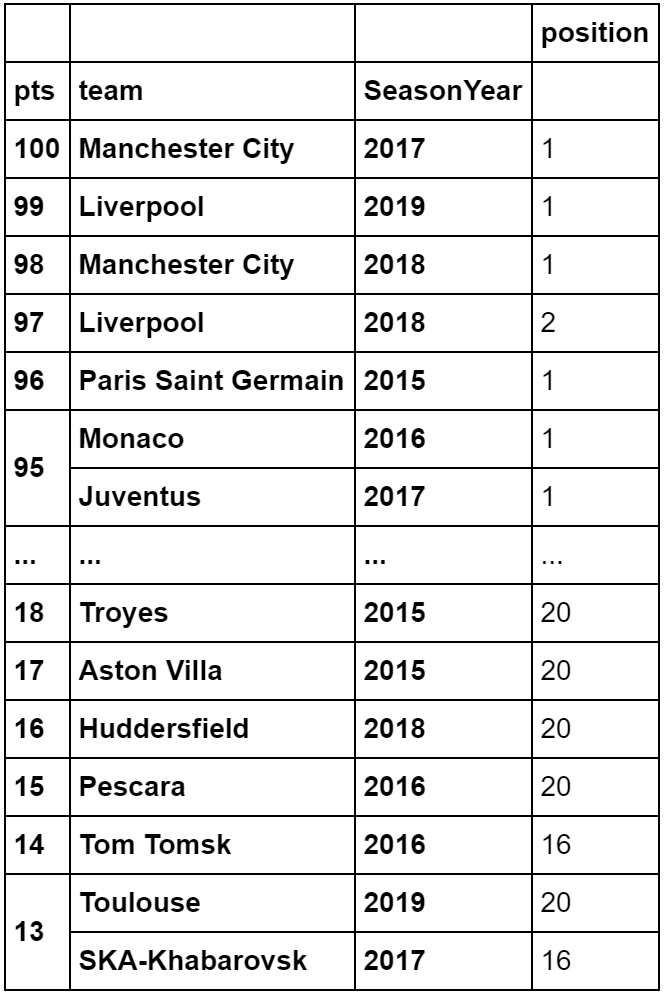 position
pts team SeasonYear
100 Manchester City 2017 1
99 Liverpool 2019 1
98 Manchester City 2018 1
97 Liverpool 2018 2
96 Paris Saint Germain 2015 1
95 Monaco 2016 1
Juventus 2017 1
... ... ... ...
18 Troyes 2015 20
17 Aston Villa 2015 20
16 Huddersfield 2018 20
15 Pescara 2016 20
14 Tom Tomsk 2016 16
13 Toulouse 2019 20
SKA-Khabarovsk 2017 16